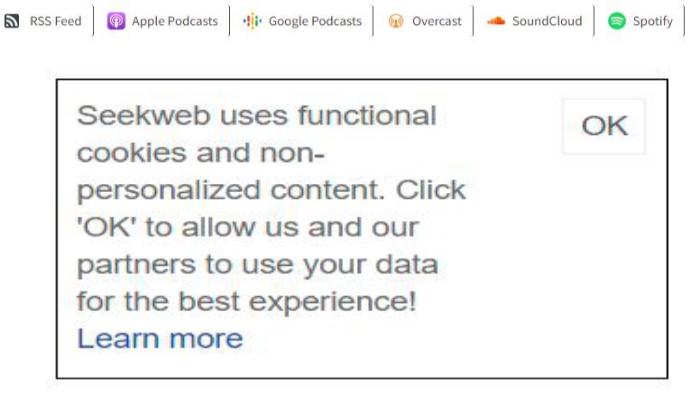 RSS Feed Apple Podcasts Google Podcasts Overcast SoundCloud Spotify
Seekweb uses functional
OK
cookies and non-
personalized content. Click
'OK' to allow us and our
partners to use your data
for the best experience!
Learn more